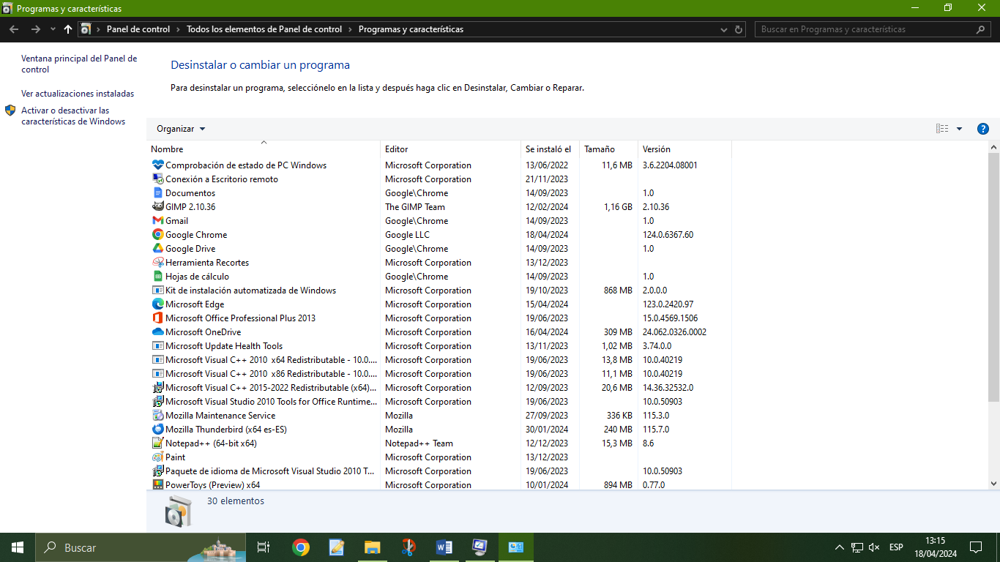 Programas y características
Panel de control
Todos los elementos de Panel de control
Programas y características
Buscar en Programas y características
Ventana principal del Panel de
control
Ver actualizaciones instaladas
Activar o desactivar las
características de Windows
Desinstalar o cambiar un programa
Para desinstalar un programa, selecciónelo en la lista y después haga clic en Desinstalar, Cambiar o Reparar.
Organizar
Nombre Editor Se instaló el Tamaño Versión
Comprobación de estado de PC Windows Microsoft Corporation 13/06/2022 11,6 MB 3.6.2204.08001
Conexión a Escritorio remoto Microsoft Corporation 21/11/2023
Documentos Google\Chrome 14/09/2023 1.0
GIMP 2.10.36 The GIMP Team 12/02/2024 1,16 GB 2.10.36
Gmail Google\Chrome 14/09/2023 1.0
Google Chrome Google LLC 18/04/2024 124.0.6367.60
Google Drive Google\Chrome 14/09/2023 1.0
Herramienta Recortes Microsoft Corporation 13/12/2023
Hojas de cálculo Google\Chrome 14/09/2023 1.0
Kit de instalación automatizada de Windows Microsoft Corporation 19/10/2023 868 MB 2.0.0.0
Microsoft Edge Microsoft Corporation 15/04/2024 123.0.2420.97
Microsoft Office Professional Plus 2013 Microsoft Corporation 19/06/2023 15.0.4569.1506
Microsoft OneDrive Microsoft Corporation 16/04/2024 309 MB 24.062.0326.0002
Microsoft Update Health Tools Microsoft Corporation 13/11/2023 1,02 MB 3.74.0.0
Microsoft Visual C++ 2010 x64 Redistributable - 10.0.... Microsoft Corporation 19/06/2023 13,8 MB 10.0.40219
Microsoft Visual C++ 2010 x86 Redistributable - 10.0.... Microsoft Corporation 19/06/2023 11,1 MB 10.0.40219
Microsoft Visual C++ 2015-2022 Redistributable (x64)... Microsoft Corporation 12/09/2023 20,6 MB 14.36.32532.0
Microsoft Visual Studio 2010 Tools for Office Runtime... Microsoft Corporation 19/06/2023 10.0.50903
Mozilla Maintenance Service Mozilla 27/09/2023 336 KB 115.3.0
Mozilla Thunderbird (x64 es-ES) Mozilla 30/01/2024 240 MB 115.7.0
Notepad++ (64-bit x64) Notepad++ Team 12/12/2023 15,3 MB 8.6
Paint Microsoft Corporation 13/12/2023
Paquete de idioma de Microsoft Visual Studio 2010 T... Microsoft Corporation 19/06/2023 10.0.50903
PowerToys (Preview) x64 Microsoft Corporation 10/01/2024 894 MB 0.77.0
30 elementos
Buscar
ESP
13:15
18/04/2024